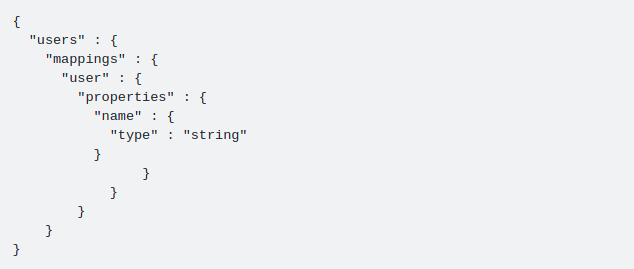 {
  "users" : {
    "mappings" : {
      "user" : {
        "properties" : {
          "name" : {
            "type" : "string"
          }
                }
            }
        }
    }
}